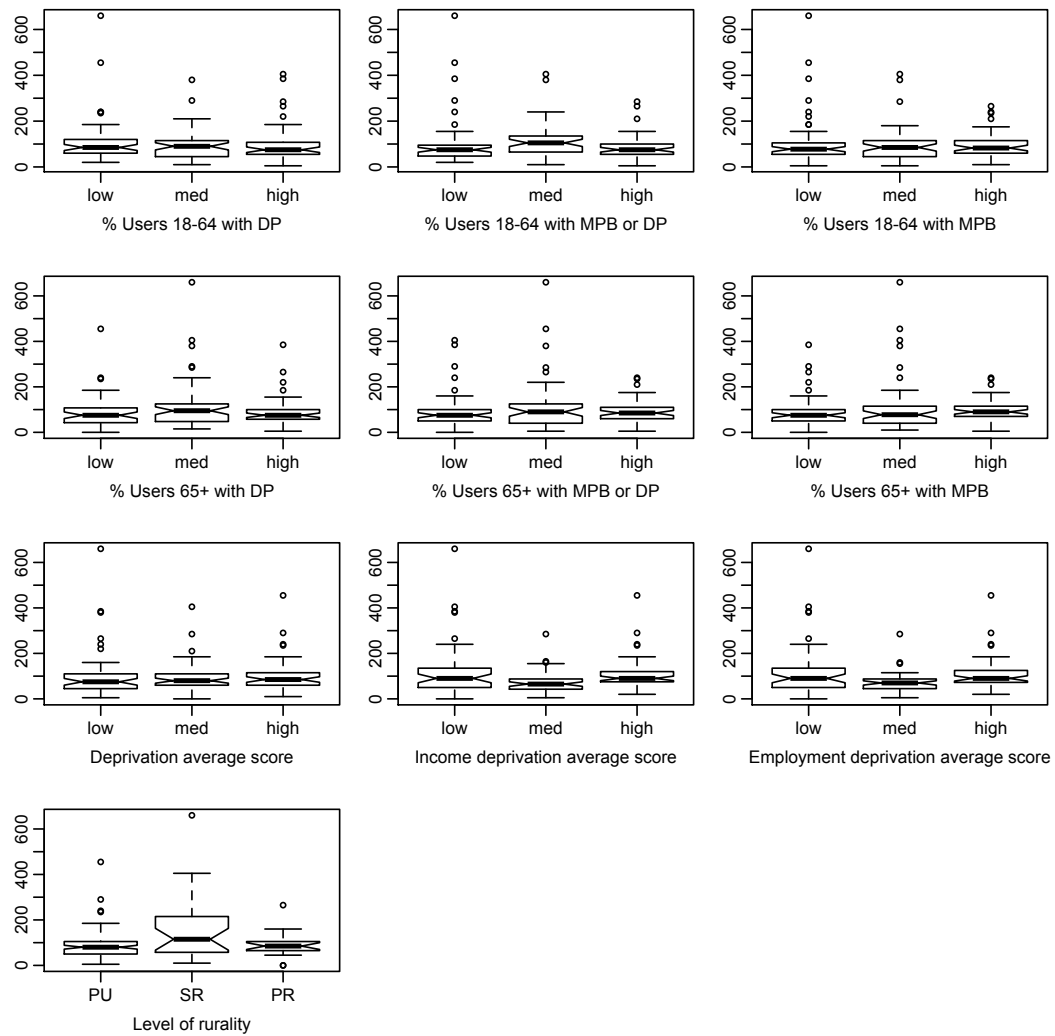 600
400
200
0
low med high
% Users 18-64 with DP
600
400
200
0
low med high
% Users 18-64 with MPB or DP
600
400
200
0
low med high
% Users 18-64 with MPB
600
400
200
0
low med high
% Users 65+ with DP
600
400
200
0
low med high
% Users 65+ with MPB or DP
600
400
200
0
low med high
% Users 65+ with MPB
600
400
200
0
low med high
Deprivation average score
600
400
200
0
low med high
Income deprivation average score
600
400
200
0
low med high
Employment deprivation average score
600
400
200
0
PU SR PR
Level of rurality